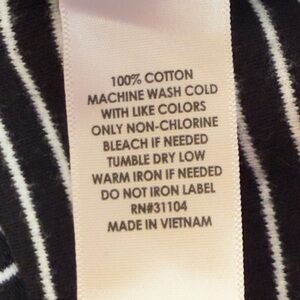 100% COTTON
MACHINE WASH COLD
WITH LIKE COLORS
ONLY NON-CHLORINE
BLEACH IF NEEDED
TUMBLE DRY LOW
WARM IRON IF NEEDED
DO NOT IRON LABEL
RN#31104
MADE IN VIETNAM